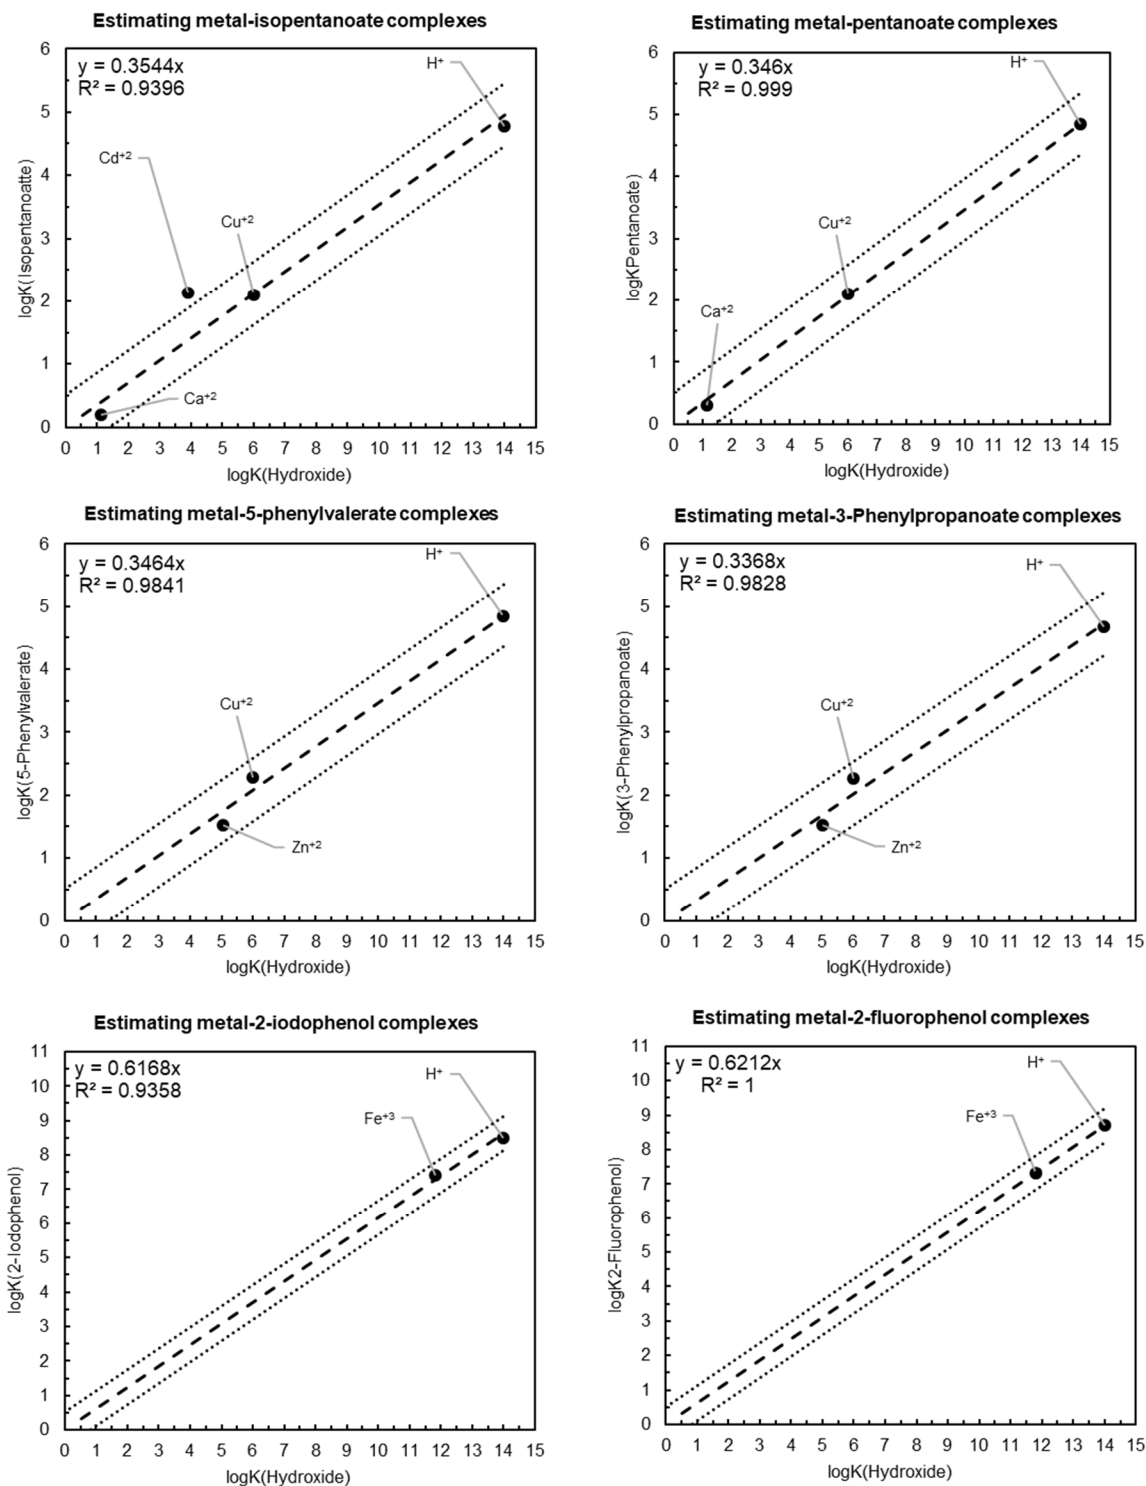 Estimating metal-isopentanoate complexes
y = 0.3544x
R² = 0.9396
H⁺
Cd⁺²
Cu⁺²
Ca⁺²
logK(Isopentanoatte)
6
5
4
3
2
1
0
0 1 2 3 4 5 6 7 8 9 10 11 12 13 14 15
logK(Hydroxide)
Estimating metal-pentanoate complexes
y = 0.346x
R² = 0.999
H⁺
Cu⁺²
Ca⁺²
logKPentanoate)
6
5
4
3
2
1
0
0 1 2 3 4 5 6 7 8 9 10 11 12 13 14 15
logK(Hydroxide)
Estimating metal-5-phenylvalerate complexes
y = 0.3464x
R² = 0.9841
H⁺
Cu⁺²
Zn⁺²
logK(5-Phenylvalerate)
6
5
4
3
2
1
0
0 1 2 3 4 5 6 7 8 9 10 11 12 13 14 15
logK(Hydroxide)
Estimating metal-3-Phenylpropanoate complexes
y = 0.3368x
R² = 0.9828
H⁺
Cu⁺²
Zn⁺²
logK(3-Phenylpropanoate)
6
5
4
3
2
1
0
0 1 2 3 4 5 6 7 8 9 10 11 12 13 14 15
logK(Hydroxide)
Estimating metal-2-iodophenol complexes
y = 0.6168x
R² = 0.9358
H⁺
Fe⁺³
logK(2-Iodophenol)
11
10
9
8
7
6
5
4
3
2
1
0
0 1 2 3 4 5 6 7 8 9 10 11 12 13 14 15
logK(Hydroxide)
Estimating metal-2-fluorophenol complexes
y = 0.6212x
R² = 1
H⁺
Fe⁺³
logK2-Fluorophenol)
11
10
9
8
7
6
5
4
3
2
1
0
0 1 2 3 4 5 6 7 8 9 10 11 12 13 14 15
logK(Hydroxide)